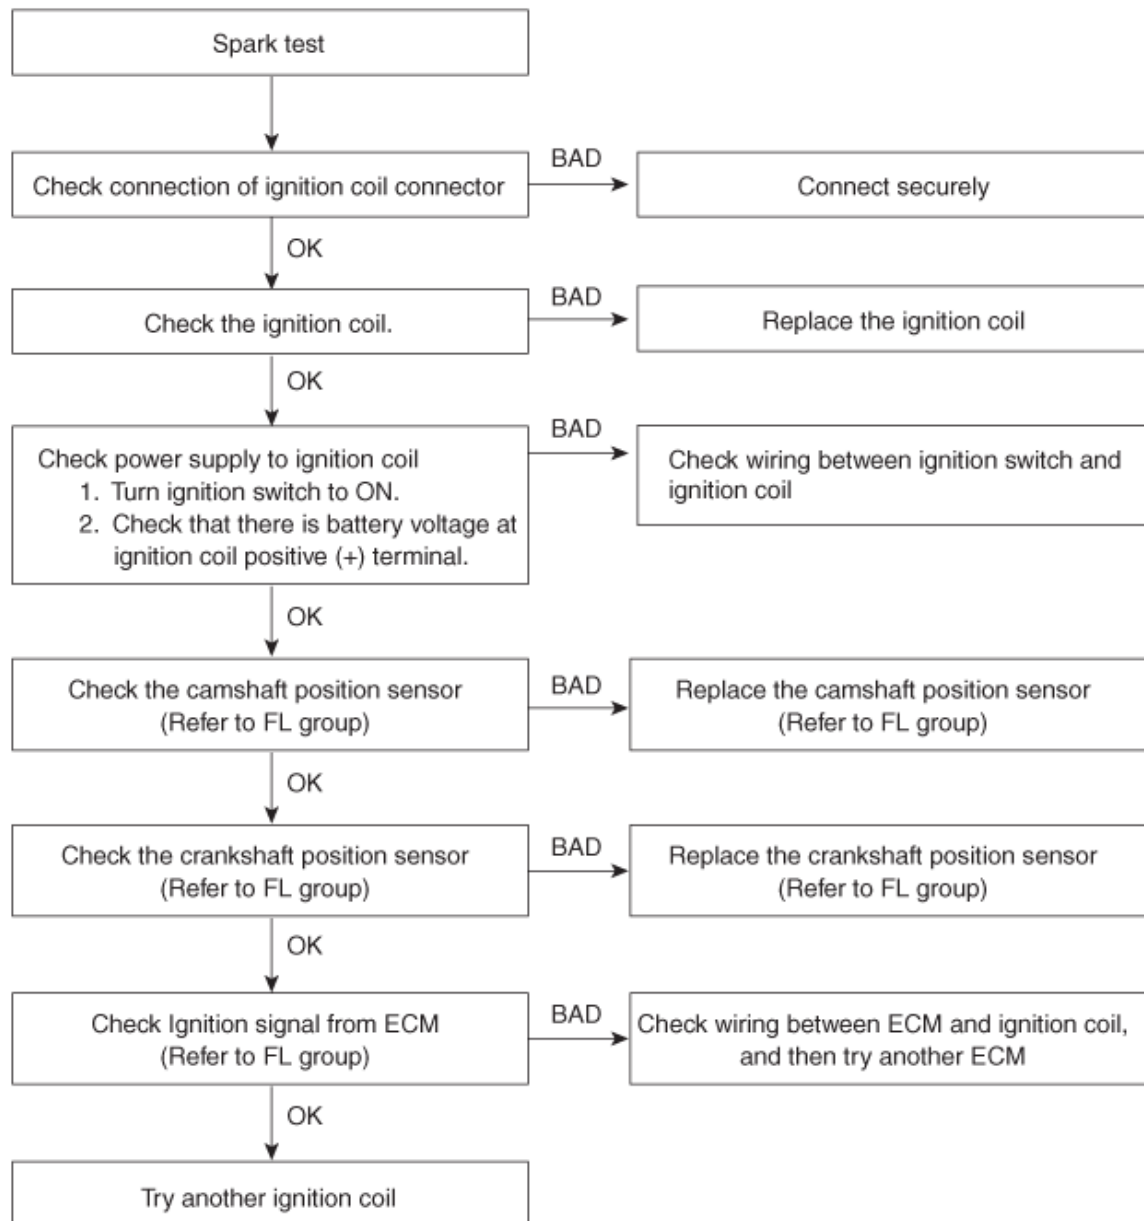 Spark test
Check connection of ignition coil connector
BAD
Connect securely
OK
Check the ignition coil.
BAD
Replace the ignition coil
OK
Check power supply to ignition coil
1. Turn ignition switch to ON.
2. Check that there is battery voltage at
ignition coil positive (+) terminal.
BAD
Check wiring between ignition switch and
ignition coil
OK
Check the camshaft position sensor
(Refer to FL group)
BAD
Replace the camshaft position sensor
(Refer to FL group)
OK
Check the crankshaft position sensor
(Refer to FL group)
BAD
Replace the crankshaft position sensor
(Refer to FL group)
OK
Check Ignition signal from ECM
(Refer to FL group)
BAD
Check wiring between ECM and ignition coil,
and then try another ECM
OK
Try another ignition coil